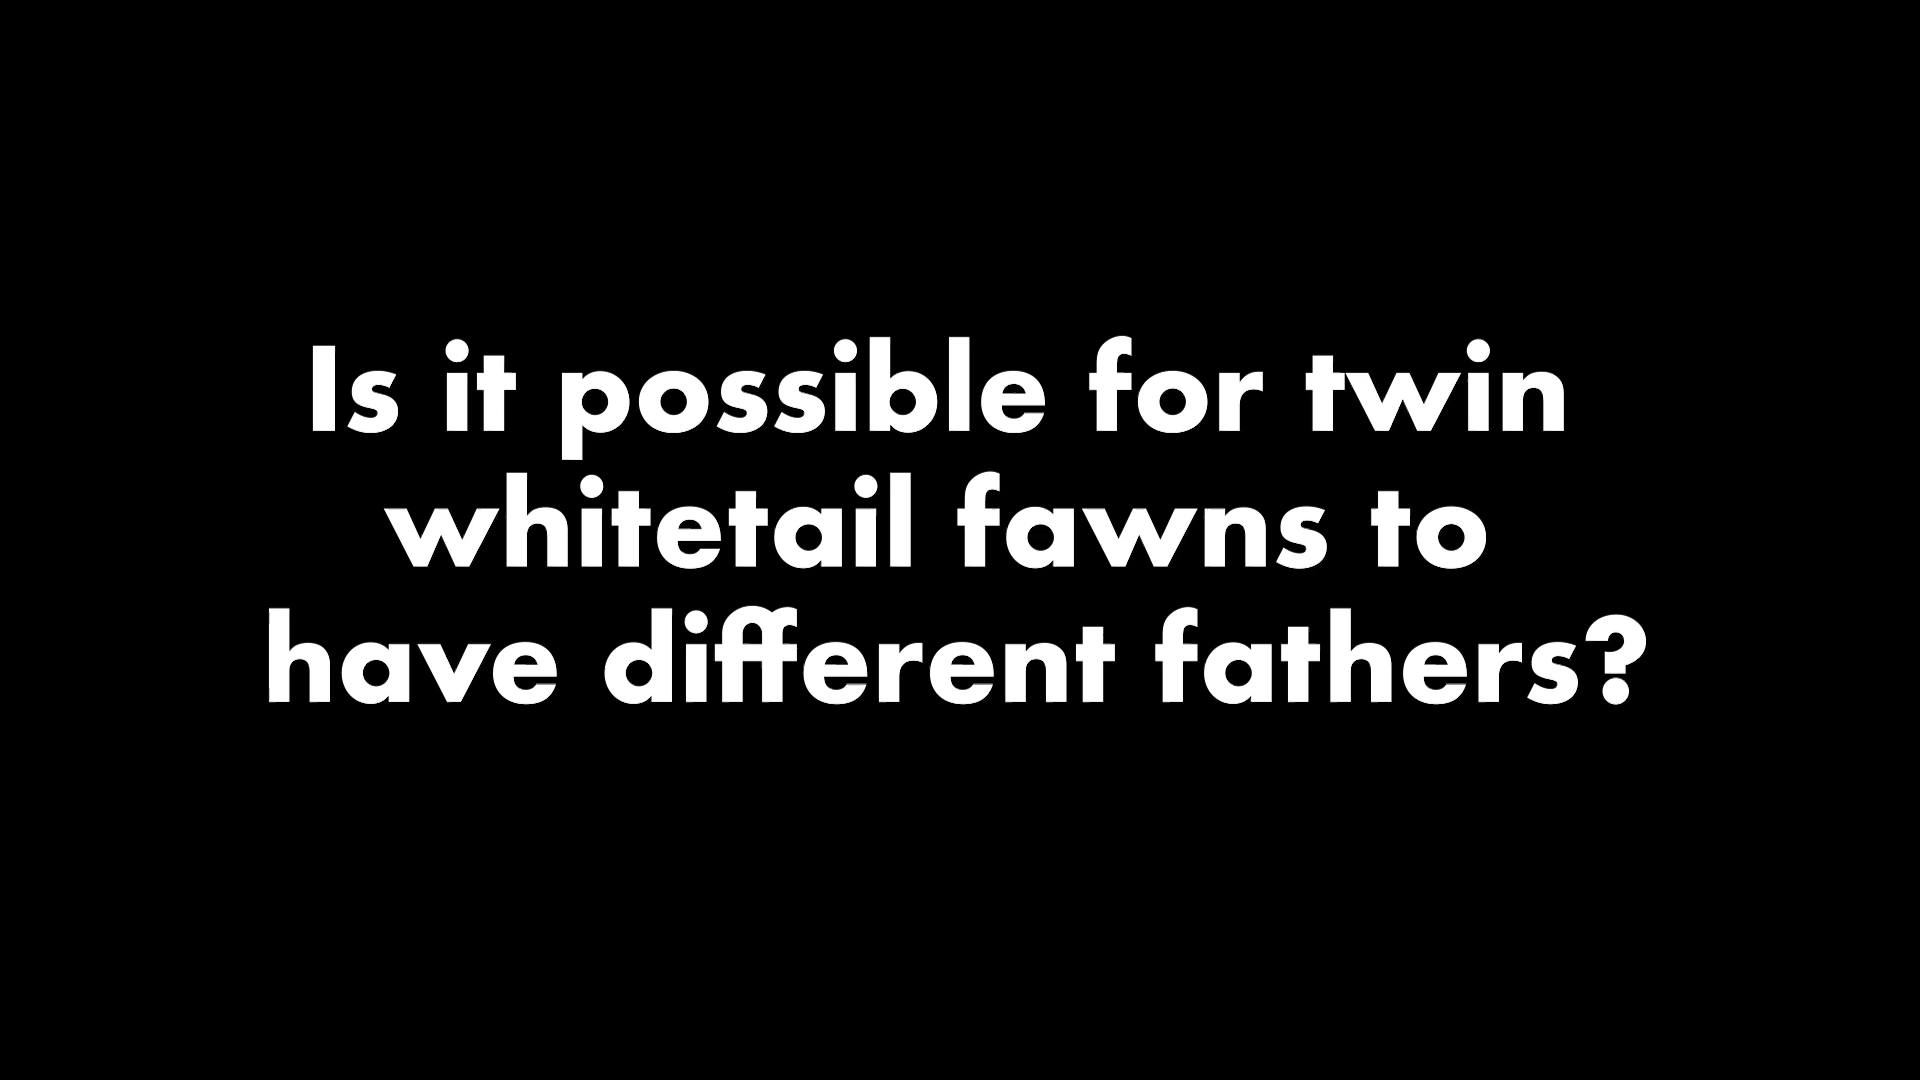 Is it possible for twin
whitetail fawns to
have different fathers?